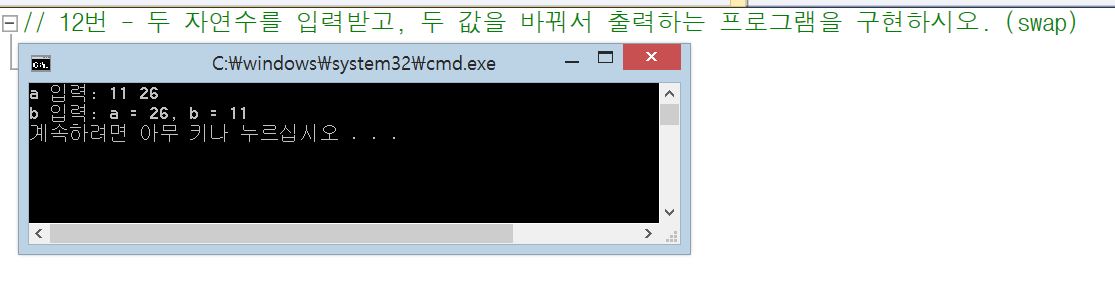 // 12번 - 두 자연수를 입력받고, 두 값을 바꿔서 출력하는 프로그램을 구현하시오. (swap)
C:₩windows₩system32₩cmd.exe
a 입력: 11 26
b 입력: a = 26, b = 11
계속하려면 아무 키나 누르십시오 . . .